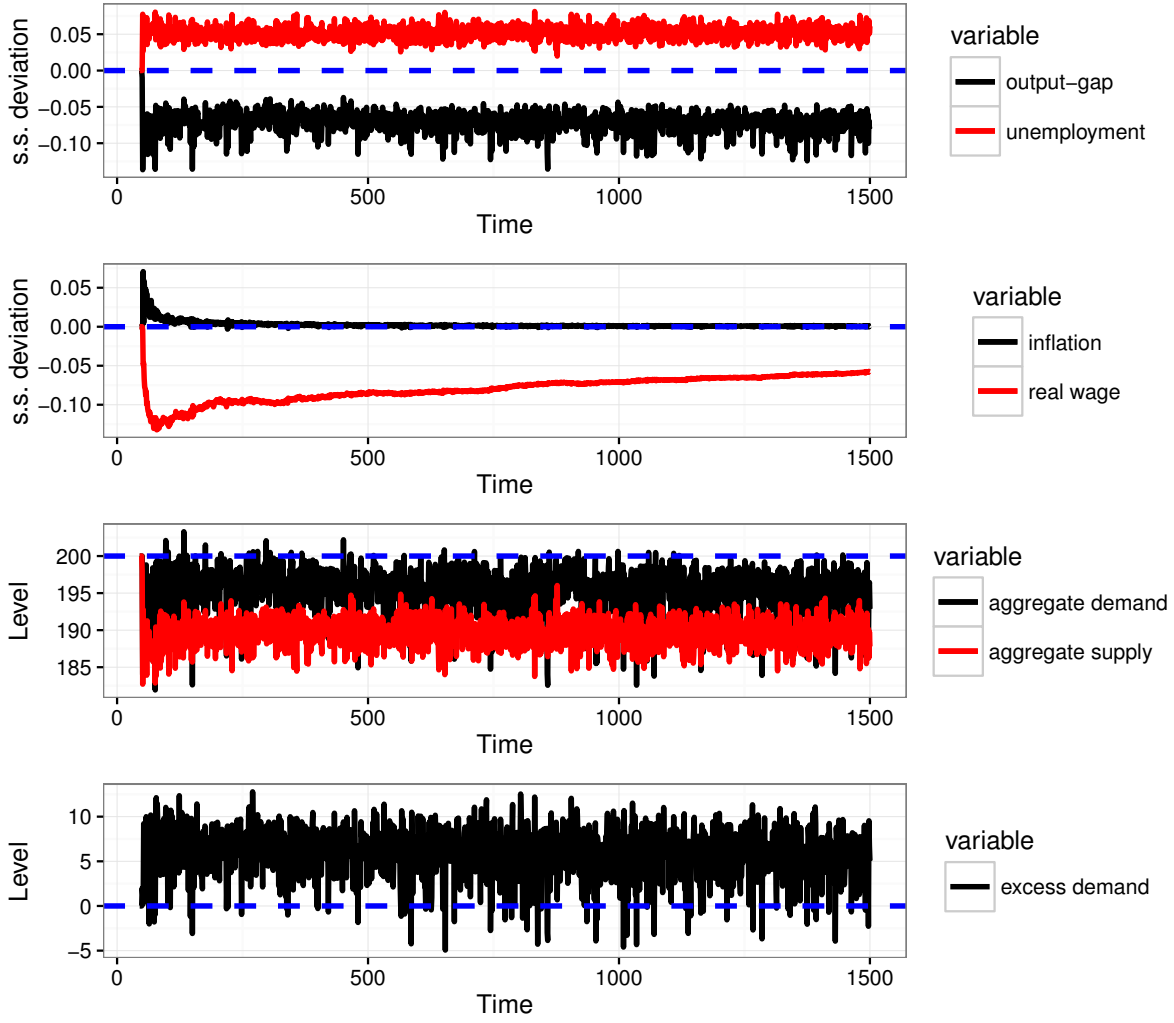 s.s. deviation
0.05
0.00
−0.05
−0.10
0
500
1000
1500
Time
variable
output−gap
unemployment
s.s. deviation
0.05
0.00
−0.05
−0.10
0
500
1000
1500
Time
variable
inflation
real wage
Level
200
195
190
185
0
500
1000
1500
Time
variable
aggregate demand
aggregate supply
Level
10
5
0
−5
0
500
1000
1500
Time
variable
excess demand